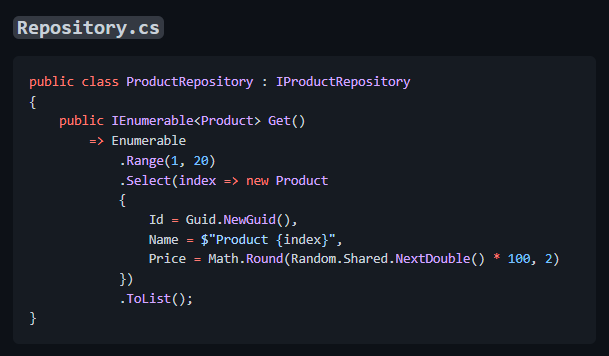 Repository.cs
public class ProductRepository : IProductRepository
{
    public IEnumerable<Product> Get()
        => Enumerable
            .Range(1, 20)
            .Select(index => new Product
            {
                Id = Guid.NewGuid(),
                Name = $"Product {index}",
                Price = Math.Round(Random.Shared.NextDouble() * 100, 2)
            })
            .ToList();
}